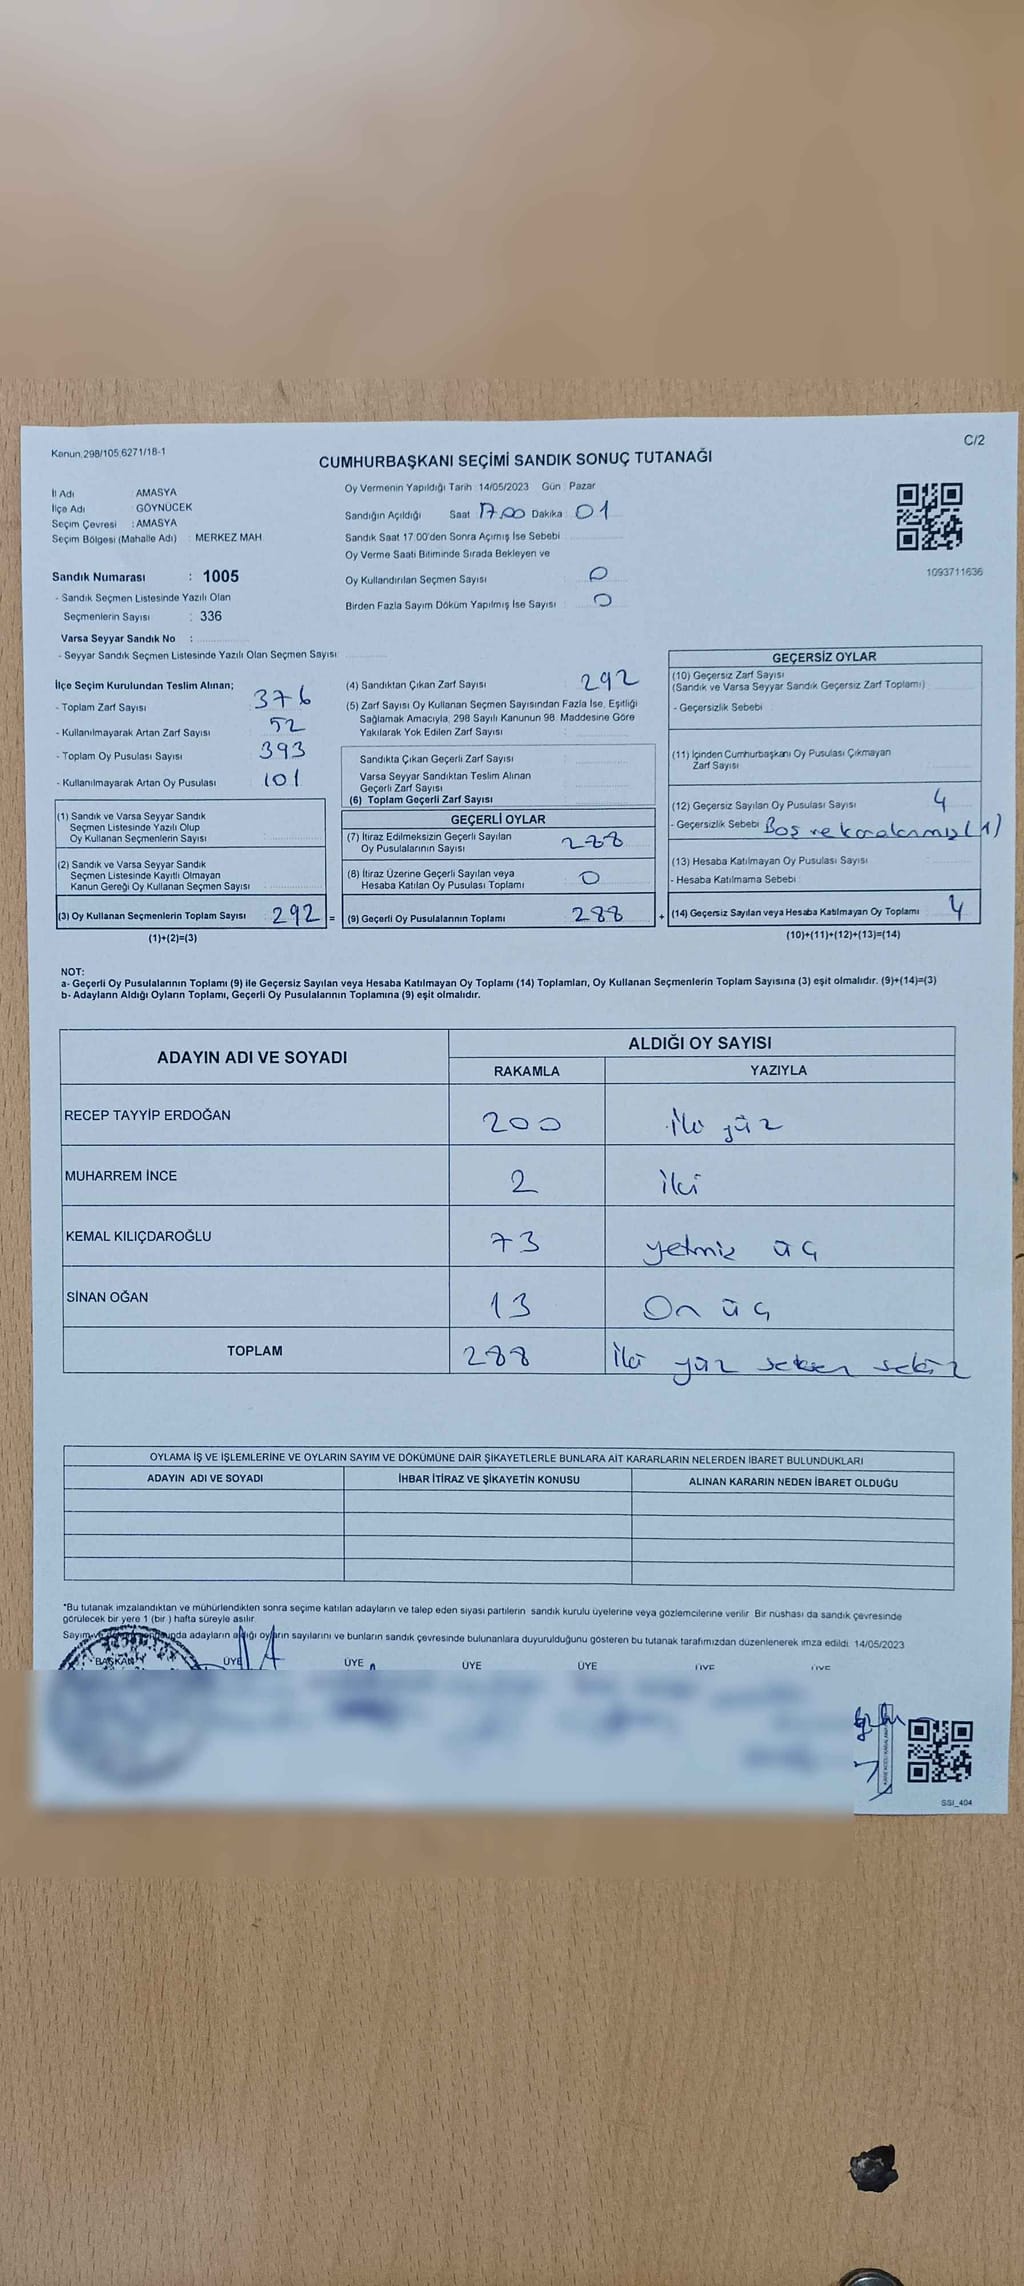 Kanun,298/105,6271/18-1
C/2
CUMHURBAŞKANI SEÇİMİ SANDIK SONUÇ TUTANAĞI
İl Adı : AMASYA
İlçe Adı : GÖYNÜCEK
Seçim Çevresi : AMASYA
Seçim Bölgesi (Mahalle Adı) : MERKEZ MAH.
Oy Vermenin Yapıldığı Tarih : 14/05/2023 Gün : Pazar
Sandığın Açıldığı Saat 17.00 Dakika : 01
Sandık Saat 17.00'den Sonra Açımış İse Sebebi
Oy Verme Saati Bitiminde Sırada Bekleyen ve
Oy Kullandırılan Seçmen Sayısı : 0
Birden Fazla Sayım Döküm Yapılmış İse Sayısı : 0
1093711636
Sandık Numarası : 1005
- Sandık Seçmen Listesinde Yazılı Olan
Seçmenlerin Sayısı : 336
Varsa Seyyar Sandık No :
- Seyyar Sandık Seçmen Listesinde Yazılı Olan Seçmen Sayısı:
İlçe Seçim Kurulundan Teslim Alınan;
- Toplam Zarf Sayısı 376
- Kullanılmayarak Artan Zarf Sayısı 52
- Toplam Oy Pusulası Sayısı 393
- Kullanılmayarak Artan Oy Pusulası 101
(1) Sandık ve Varsa Seyyar Sandık
Seçmen Listesinde Yazılı Olup
Oy Kullanan Seçmenlerin Sayısı
(2) Sandık ve Varsa Seyyar Sandık
Seçmen Listesinde Kayıtlı Olmayan
Kanun Gereği Oy Kullanan Seçmen Sayısı
(3) Oy Kullanan Seçmenlerin Toplam Sayısı 292 =
(1)+(2)=(3)
(4) Sandıktan Çıkan Zarf Sayısı 292
(5) Zarf Sayısı Oy Kullanan Seçmen Sayısından Fazla İse, Eşitliği
Sağlamak Amacıyla, 298 Sayılı Kanunun 98. Maddesine Göre
Yakılarak Yok Edilen Zarf Sayısı
Sandıkta Çıkan Geçerli Zarf Sayısı
Varsa Seyyar Sandıktan Teslim Alınan
Geçerli Zarf Sayısı
(6) Toplam Geçerli Zarf Sayısı
GEÇERLİ OYLAR
(7) İtiraz Edilmeksizin Geçerli Sayılan
Oy Pusulalarının Sayısı 288
(8) İtiraz Üzerine Geçerli Sayılan veya
Hesaba Katılan Oy Pusulası Toplamı 0
(9) Geçerli Oy Pusulalarının Toplamı 288 +
GEÇERSİZ OYLAR
(10) Geçersiz Zarf Sayısı
(Sandık ve Varsa Seyyar Sandık Geçersiz Zarf Toplamı)
- Geçersizlik Sebebi
(11) İçinden Cumhurbaşkanı Oy Pusulası Çıkmayan
Zarf Sayısı
(12) Geçersiz Sayılan Oy Pusulası Sayısı 4
- Geçersizlik Sebebi Boş ve karalanmış (1)
(13) Hesaba Katılmayan Oy Pusulası Sayısı
- Hesaba Katılmama Sebebi
(14) Geçersiz Sayılan veya Hesaba Katılmayan Oy Toplamı 4
(10)+(11)+(12)+(13)=(14)
NOT:
a- Geçerli Oy Pusulalarının Toplamı (9) ile Geçersiz Sayılan veya Hesaba Katılmayan Oy Toplamı (14) Toplamları, Oy Kullanan Seçmenlerin Toplam Sayısına (3) eşit olmalıdır. (9)+(14)=(3)
b- Adayların Aldığı Oyların Toplamı, Geçerli Oy Pusulalarının Toplamına (9) eşit olmalıdır.
ADAYIN ADI VE SOYADI ALDIĞI OY SAYISI
RAKAMLA YAZIYLA
RECEP TAYYİP ERDOĞAN 200 iki yüz
MUHARREM İNCE 2 iki
KEMAL KILIÇDAROĞLU 73 yetmiş üç
SİNAN OĞAN 13 On üç
TOPLAM 288 iki yüz seksen sekiz
OYLAMA İŞ VE İŞLEMLERİNE VE OYLARIN SAYIM VE DÖKÜMÜNE DAİR ŞİKAYETLERLE BUNLARA AİT KARARLARIN NELERDEN İBARET BULUNDUKLARI
ADAYIN ADI VE SOYADI İHBAR İTİRAZ VE ŞİKAYETİN KONUSU ALINAN KARARIN NEDEN İBARET OLDUĞU
*Bu tutanak imzalandıktan ve mühürlendikten sonra seçime katılan adayların ve talep eden siyasi partilerin sandık kurulu üyelerine veya gözlemcilerine verilir. Bir nushası da sandık çevresinde
görülecek bir yere 1 (bir ) hafta süreyle asılır.
adayların aldığı oyların sayılarını ve bunların sandık çevresinde bulunanlara duyurulduğunu gösteren bu tutanak tarafımızdan düzenlenerek imza edildi. 14/05/2023
BAŞKAN ÜYE ÜYE ÜYE ÜYE ÜYE ÜYE
SSI_404